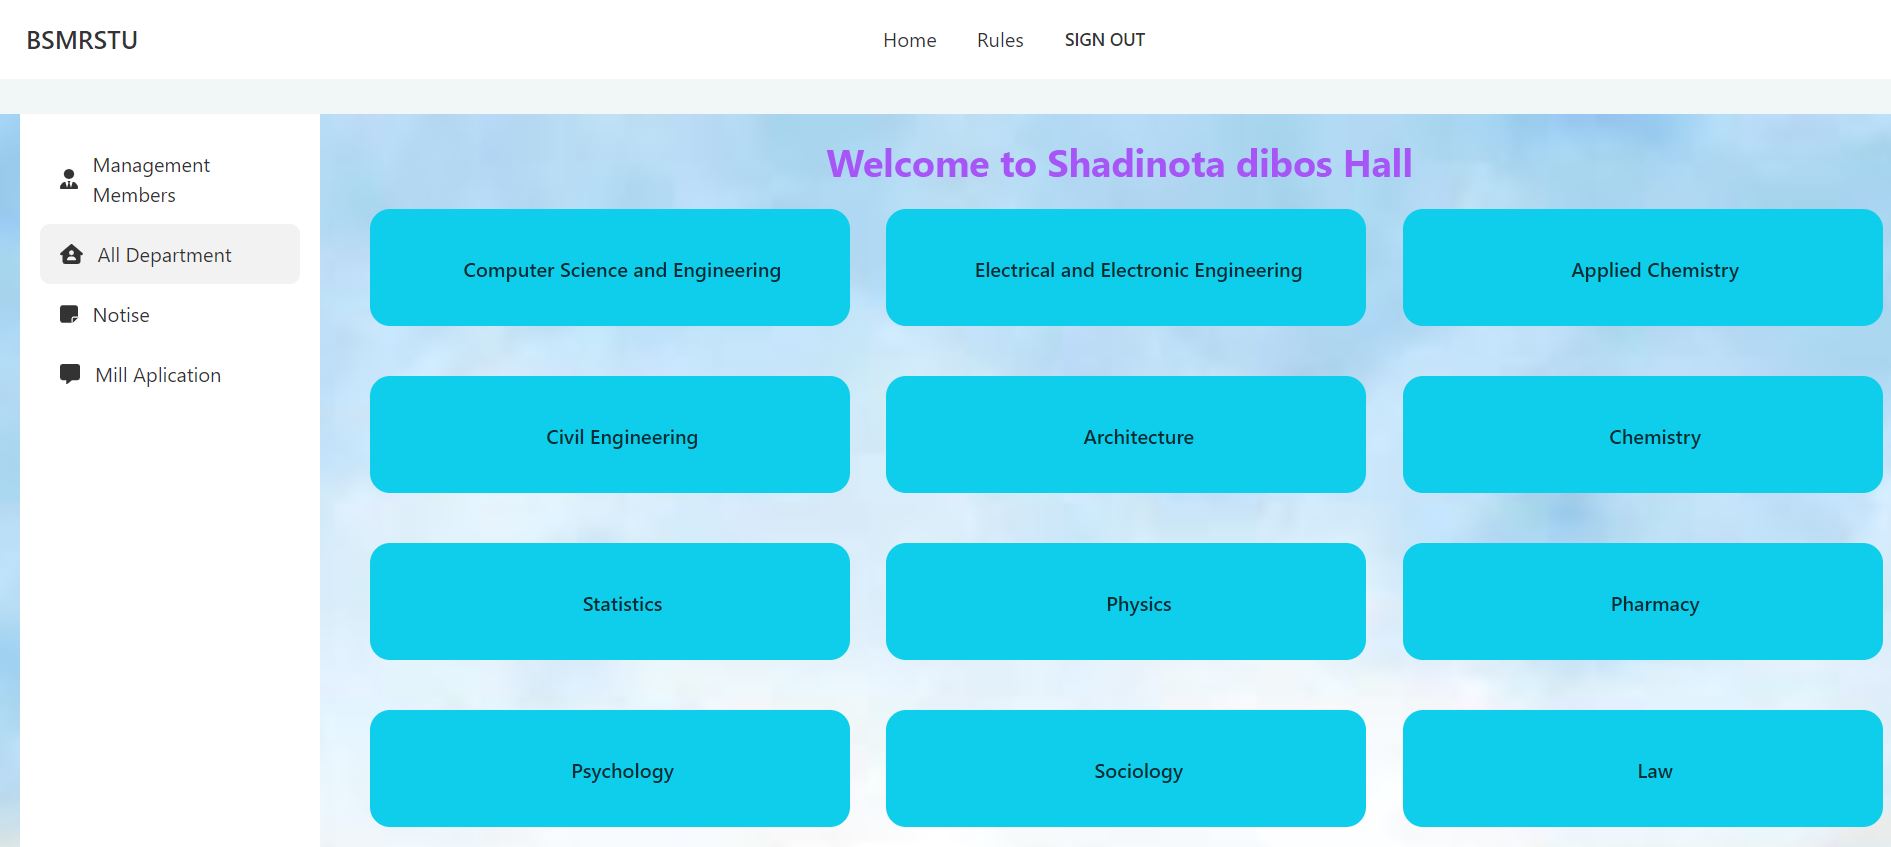 BSMRSTU
Home Rules SIGN OUT
Management
Members
All Department
Notise
Mill Aplication
Welcome to Shadinota dibos Hall
Computer Science and Engineering
Electrical and Electronic Engineering
Applied Chemistry
Civil Engineering
Architecture
Chemistry
Statistics
Physics
Pharmacy
Psychology
Sociology
Law